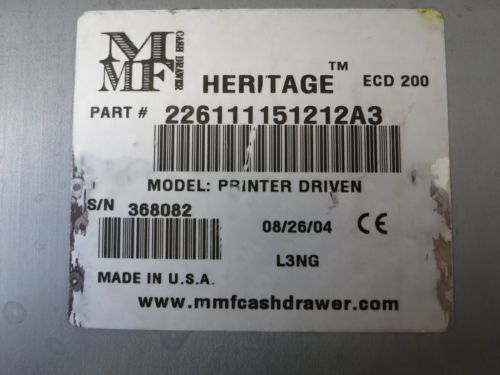 MMF CASH DRAWER
HERITAGE™ ECD 200
PART # 226111151212A3
MODEL: PRINTER DRIVEN
S/N 368082
08/26/04 CE
L3NG
MADE IN U.S.A.
www.mmfcashdrawer.com